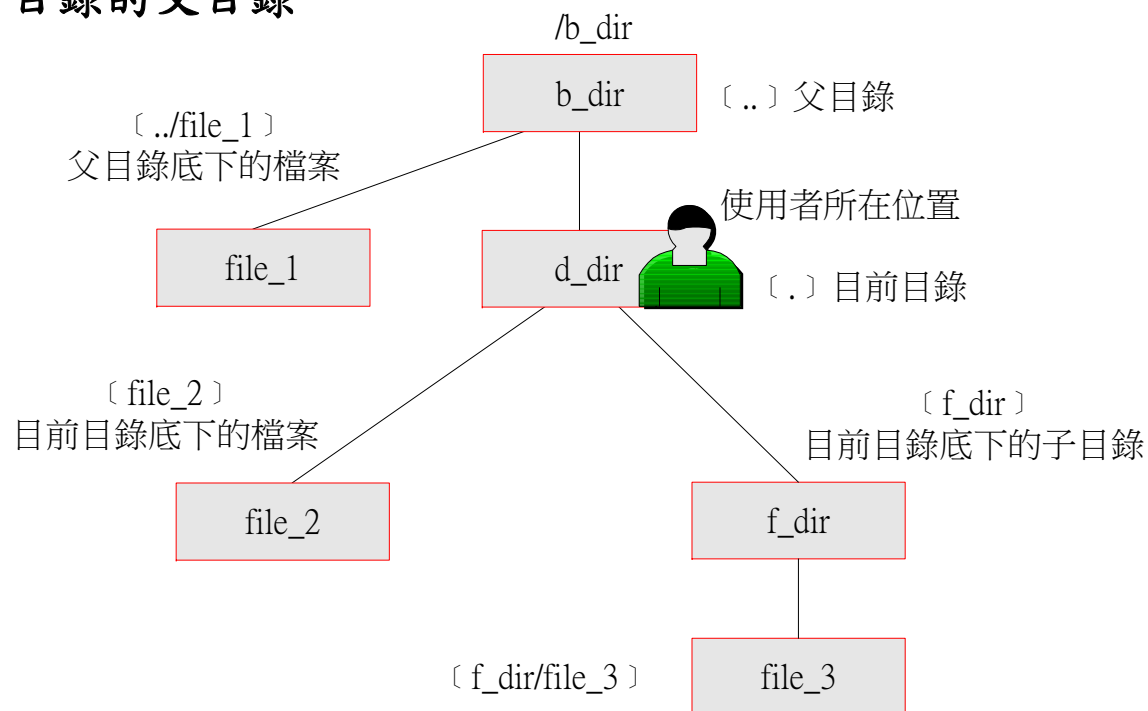 目錄的父目錄
/b_dir
b_dir
〔 .. 〕父目錄
〔 ../file_1 〕
父目錄底下的檔案
使用者所在位置
file_1
d_dir
〔 . 〕目前目錄
〔 file_2 〕
目前目錄底下的檔案
〔 f_dir 〕
目前目錄底下的子目錄
file_2
f_dir
〔 f_dir/file_3 〕
file_3